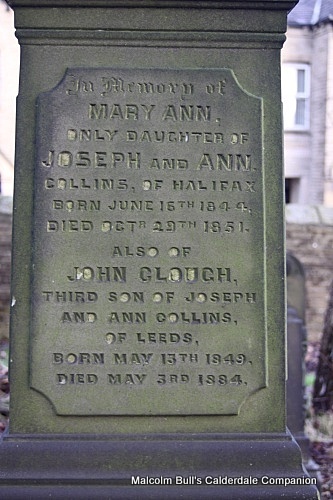 In Memory of
MARY ANN,
ONLY DAUGHTER OF
JOSEPH AND ANN
COLLINS, OF HALIFAX
BORN JUNE 15TH 1844,
DIED OCTR 29TH 1851.
ALSO OF
JOHN CLOUGH,
THIRD SON OF JOSEPH
AND ANN COLLINS,
OF LEEDS,
BORN MAY 15TH 1849,
DIED MAY 3RD 1884.
Malcolm Bull's Calderdale Companion